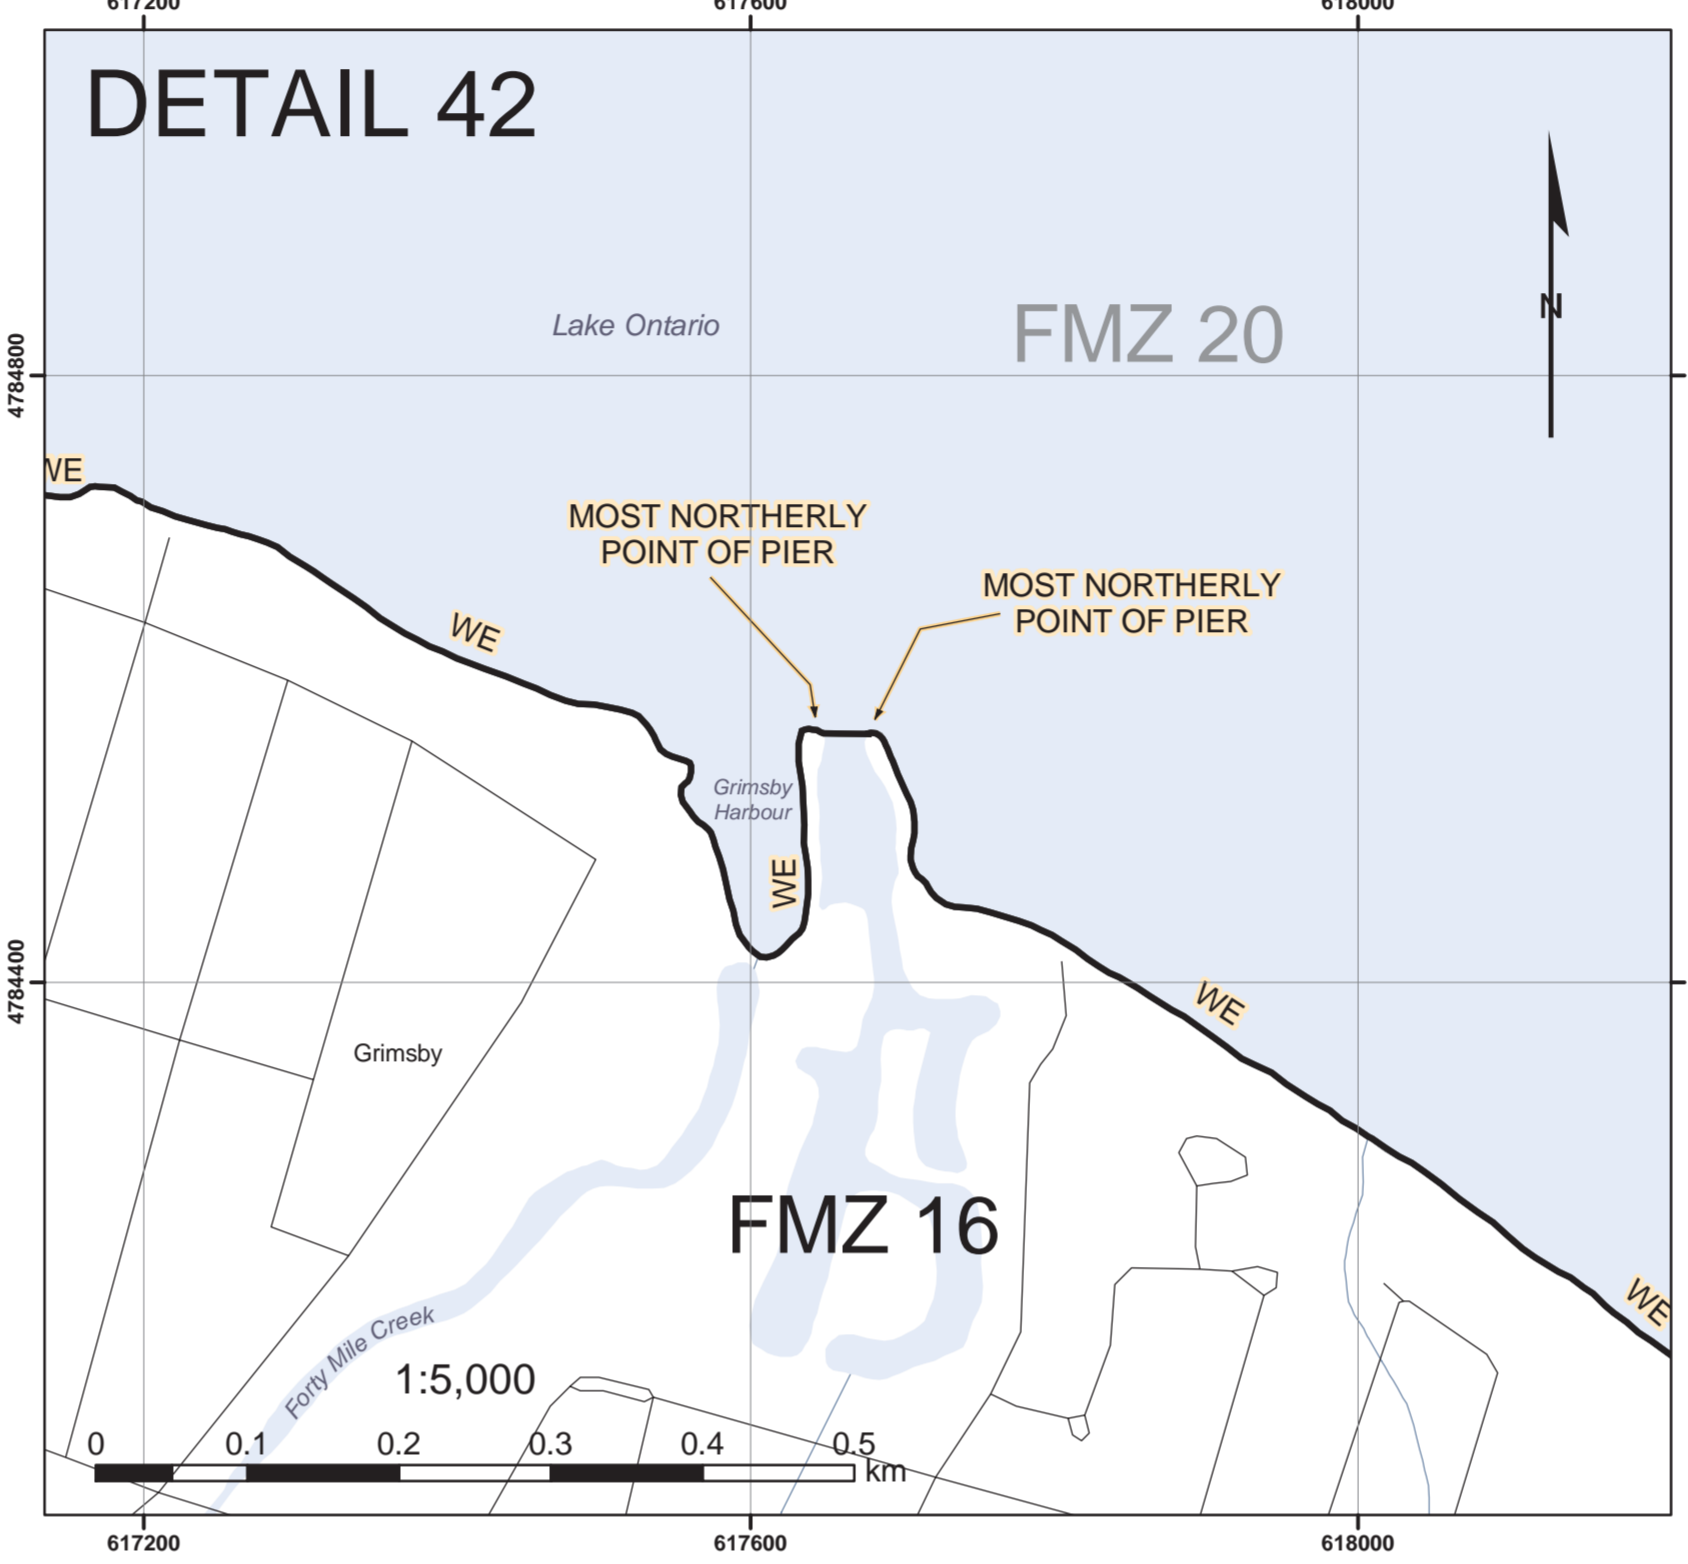 617200 617600 618000
DETAIL 42
N
Lake Ontario
FMZ 20
4784800
WE
MOST NORTHERLY
POINT OF PIER
MOST NORTHERLY
POINT OF PIER
WE
Grimsby
Harbour
WE
4784400
WE
Grimsby
FMZ 16
WE
Forty Mile Creek
1:5,000
0 0.1 0.2 0.3 0.4 0.5
km
617200 617600 618000